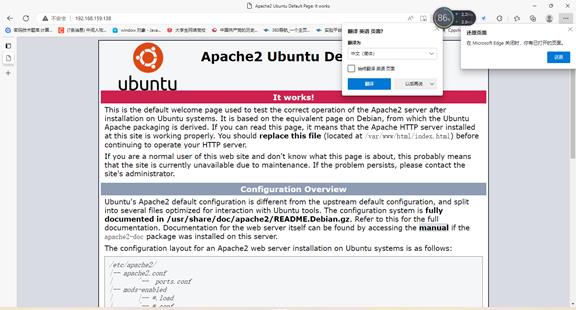 Apache2 Ubuntu Default Page: It works
不安全 | 192.168.159.138
ubuntu
Apache2 Ubuntu De
It works!
This is the default welcome page used to test the correct operation of the Apache2 server after
installation on Ubuntu systems. It is based on the equivalent page on Debian, from which the Ubuntu
Apache packaging is derived. If you can read this page, it means that the Apache HTTP server installed
at this site is working properly. You should replace this file (located at /var/www/html/index.html) before
continuing to operate your HTTP server.
If you are a normal user of this web site and don't know what this page is about, this probably means
that the site is currently unavailable due to maintenance. If the problem persists, please contact the
site's administrator.
Configuration Overview
Ubuntu's Apache2 default configuration is different from the upstream default configuration, and split
into several files optimized for interaction with Ubuntu tools. The configuration system is fully
documented in /usr/share/doc/apache2/README.Debian.gz. Refer to this for the full
documentation. Documentation for the web server itself can be found by accessing the manual if the
apache2-doc package was installed on this server.
The configuration layout for an Apache2 web server installation on Ubuntu systems is as follows:
/etc/apache2/
|-- apache2.conf
|       `--  ports.conf
|-- mods-enabled
|       |-- *.load
|       `-- *.conf
翻译 英语 页面?
翻译为
中文 (简体)
始终翻译 英语 页面
翻译
以后再说
86
还原页面
在 Microsoft Edge 关闭时, 你有已打开的页面。
还原